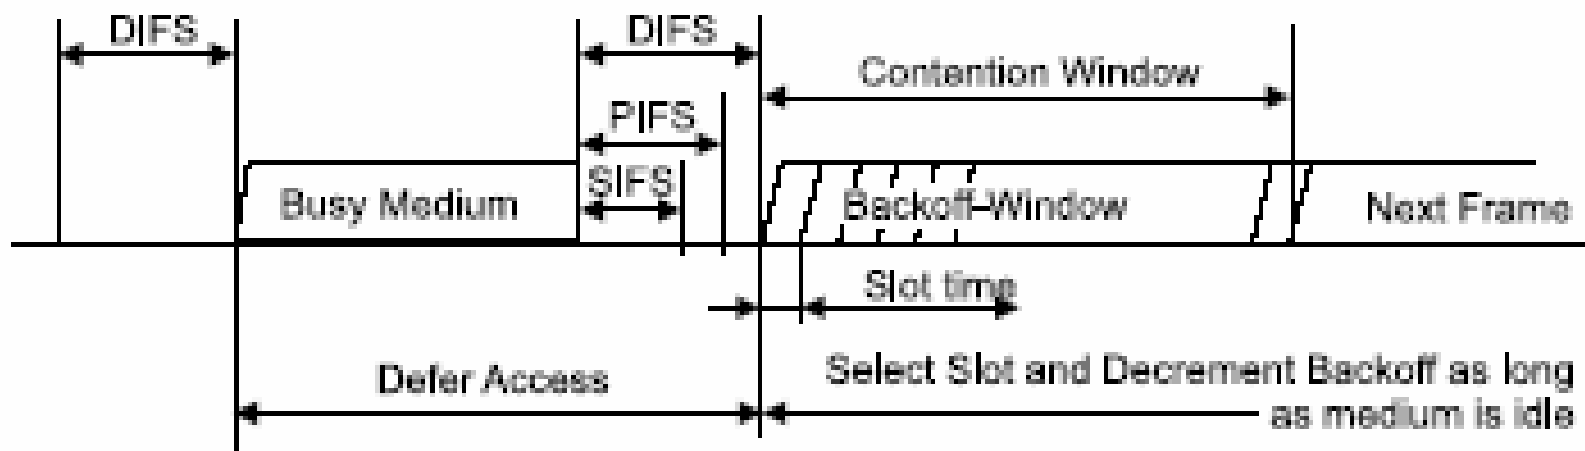 DIFS
DIFS
Contention Window
PIFS
SIFS
Busy Medium
Backoff-Window
Next Frame
Slot time
Defer Access
Select Slot and Decrement Backoff as long
as medium is idle